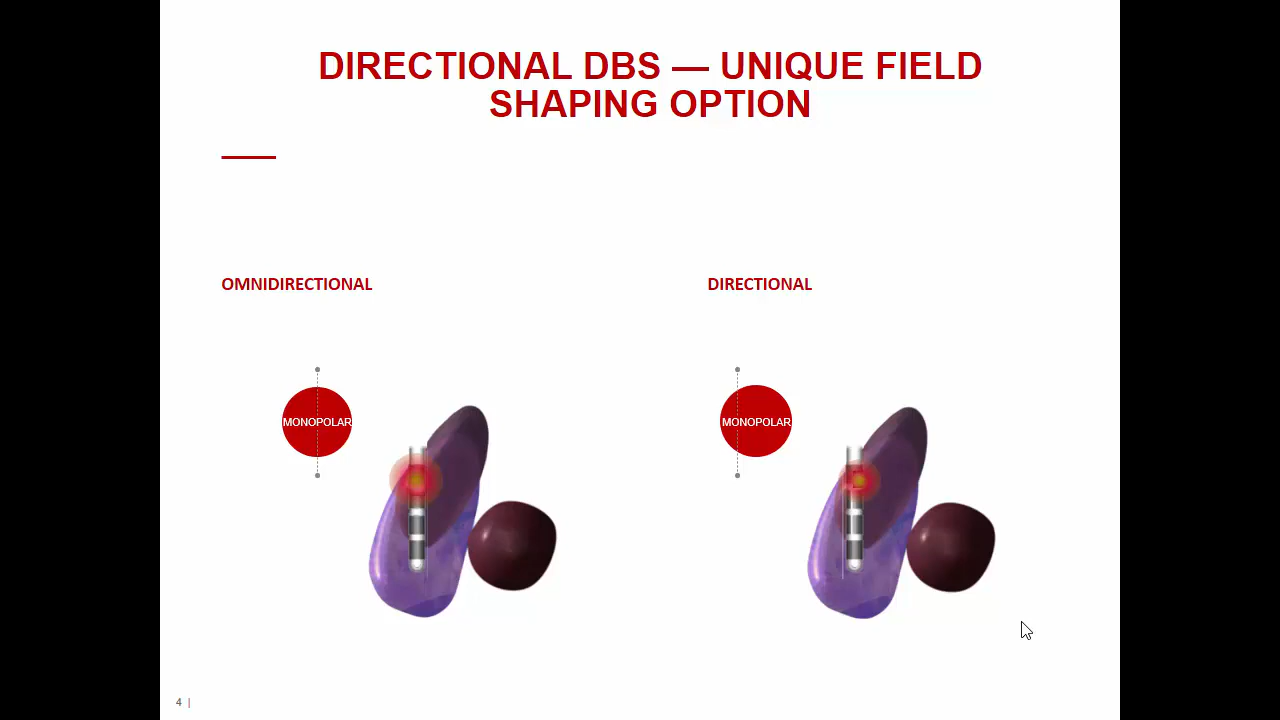 DIRECTIONAL DBS — UNIQUE FIELD
SHAPING OPTION
OMNIDIRECTIONAL
DIRECTIONAL
MONOPOLAR
MONOPOLAR
4 |